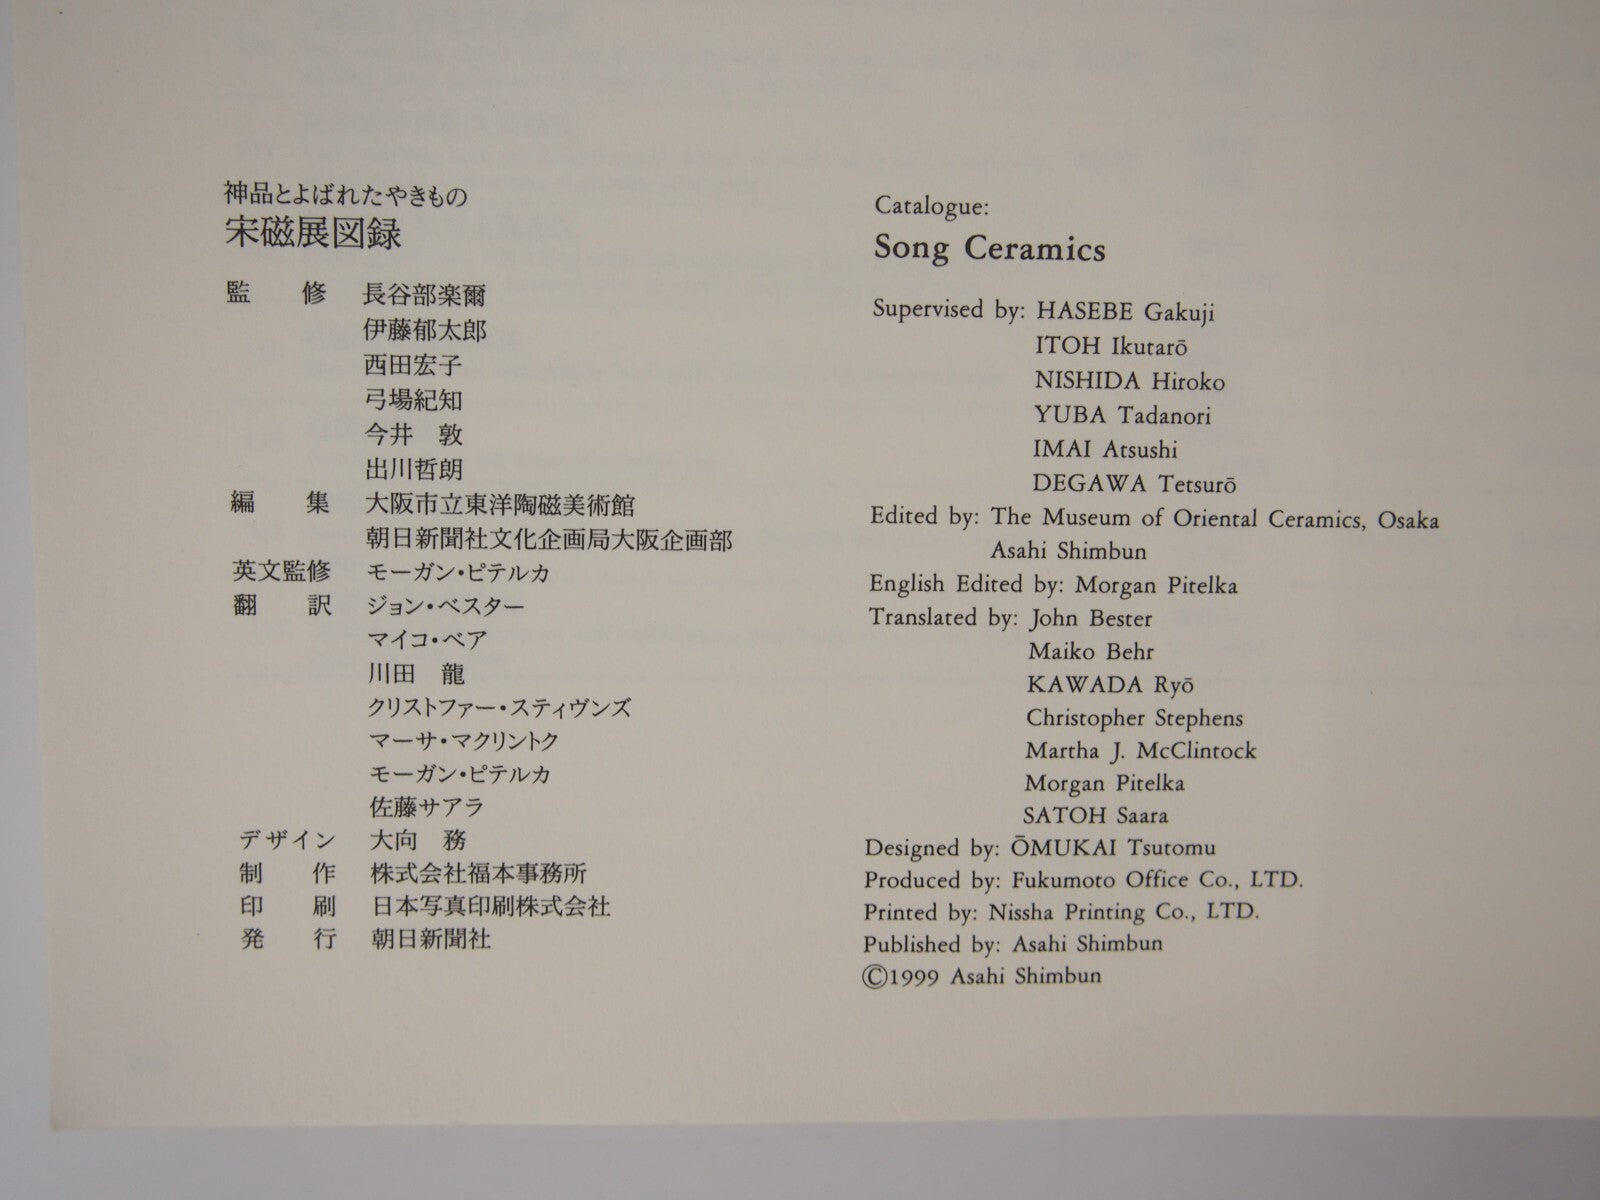 神品とよばれたやきもの
宋磁展図録
監 修 長谷部楽爾
伊藤郁太郎
西田宏子
弓場紀知
今井 敦
出川哲朗
編 集 大阪市立東洋陶磁美術館
朝日新聞社文化企画局大阪企画部
英文監修 モーガン・ピテルカ
翻 訳 ジョン・ベスター
マイコ・ベア
川田 龍
クリストファー・スティヴンズ
マーサ・マクリントク
モーガン・ピテルカ
佐藤サアラ
デザイン 大向 務
制 作 株式会社福本事務所
印 刷 日本写真印刷株式会社
発 行 朝日新聞社
Catalogue:
Song Ceramics
Supervised by: HASEBE Gakuji
ITOH Ikutarō
NISHIDA Hiroko
YUBA Tadanori
IMAI Atsushi
DEGAWA Tetsurō
Edited by: The Museum of Oriental Ceramics, Osaka
Asahi Shimbun
English Edited by: Morgan Pitelka
Translated by: John Bester
Maiko Behr
KAWADA Ryō
Christopher Stephens
Martha J. McClintock
Morgan Pitelka
SATOH Saara
Designed by: ŌMUKAI Tsutomu
Produced by: Fukumoto Office Co., LTD.
Printed by: Nissha Printing Co., LTD.
Published by: Asahi Shimbun
©1999 Asahi Shimbun